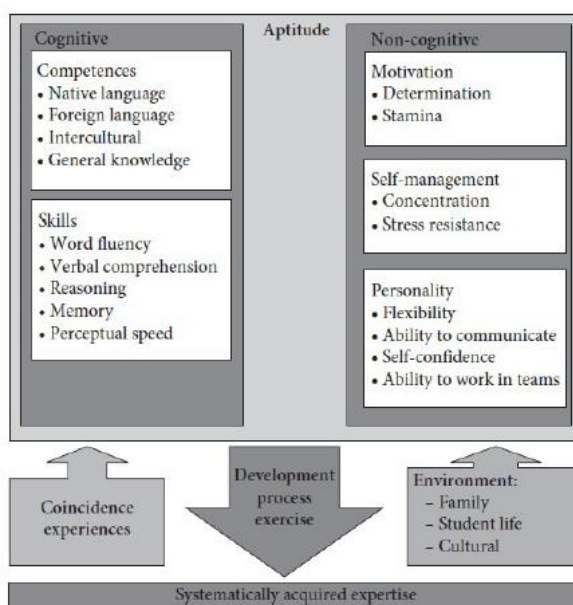 Aptitude
Cognitive
Competences
• Native language
• Foreign language
• Intercultural
• General knowledge
Skills
• Word fluency
• Verbal comprehension
• Reasoning
• Memory
• Perceptual speed
Non-cognitive
Motivation
• Determination
• Stamina
Self-management
• Concentration
• Stress resistance
Personality
• Flexibility
• Ability to communicate
• Self-confidence
• Ability to work in teams
Coincidence
experiences
Development
process
exercise
Environment:
– Family
– Student life
– Cultural
Systematically acquired expertise